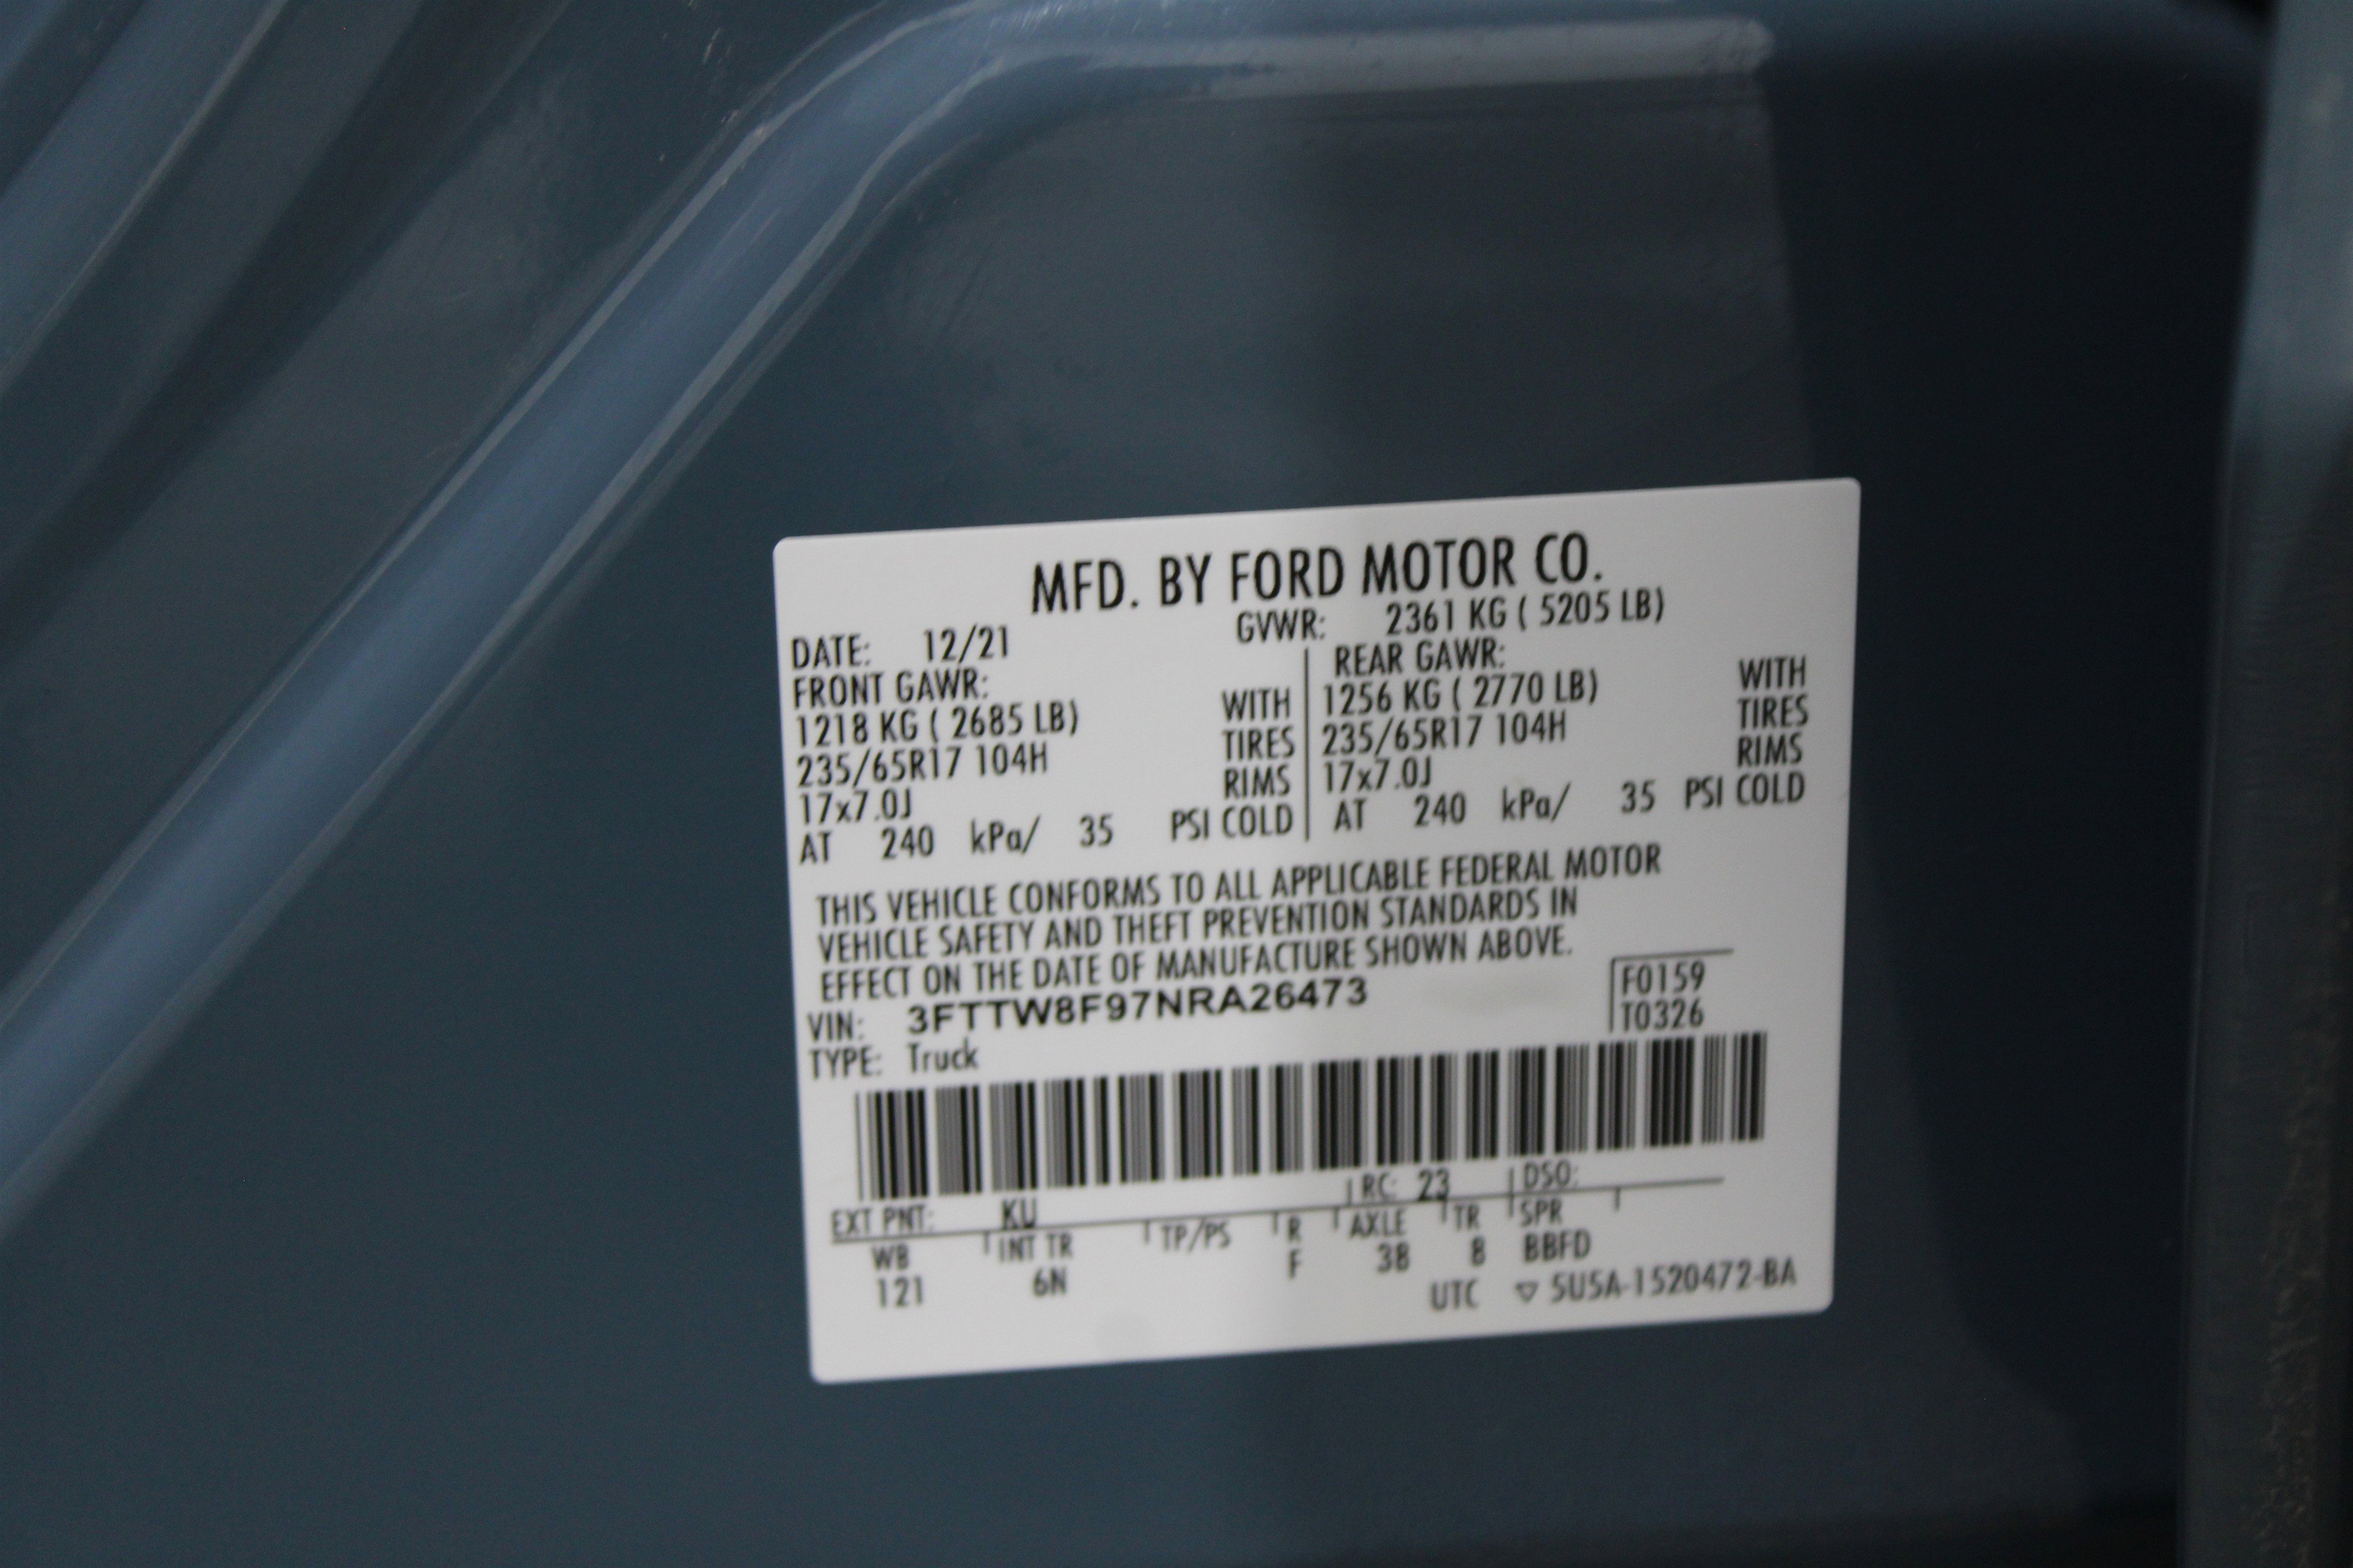 MFD. BY FORD MOTOR CO.
DATE: 12/21 GVWR: 2361 KG ( 5205 LB)
FRONT GAWR: REAR GAWR:
1218 KG ( 2685 LB) WITH 1256 KG ( 2770 LB) WITH
235/65R17 104H TIRES 235/65R17 104H TIRES
17x7.0J RIMS 17x7.0J RIMS
AT 240 kPa/ 35 PSI COLD AT 240 kPa/ 35 PSI COLD
THIS VEHICLE CONFORMS TO ALL APPLICABLE FEDERAL MOTOR
VEHICLE SAFETY AND THEFT PREVENTION STANDARDS IN
EFFECT ON THE DATE OF MANUFACTURE SHOWN ABOVE.
VIN: 3FTTW8F97NRA26473 F0159
TYPE: Truck T0326
EXT PNT: KU RC: 23 DSO:
WB INT TR TP/PS R AXLE TR SPR
121 6N F 3B 8 BBFD
UTC ▽ 5U5A-1520472-BA